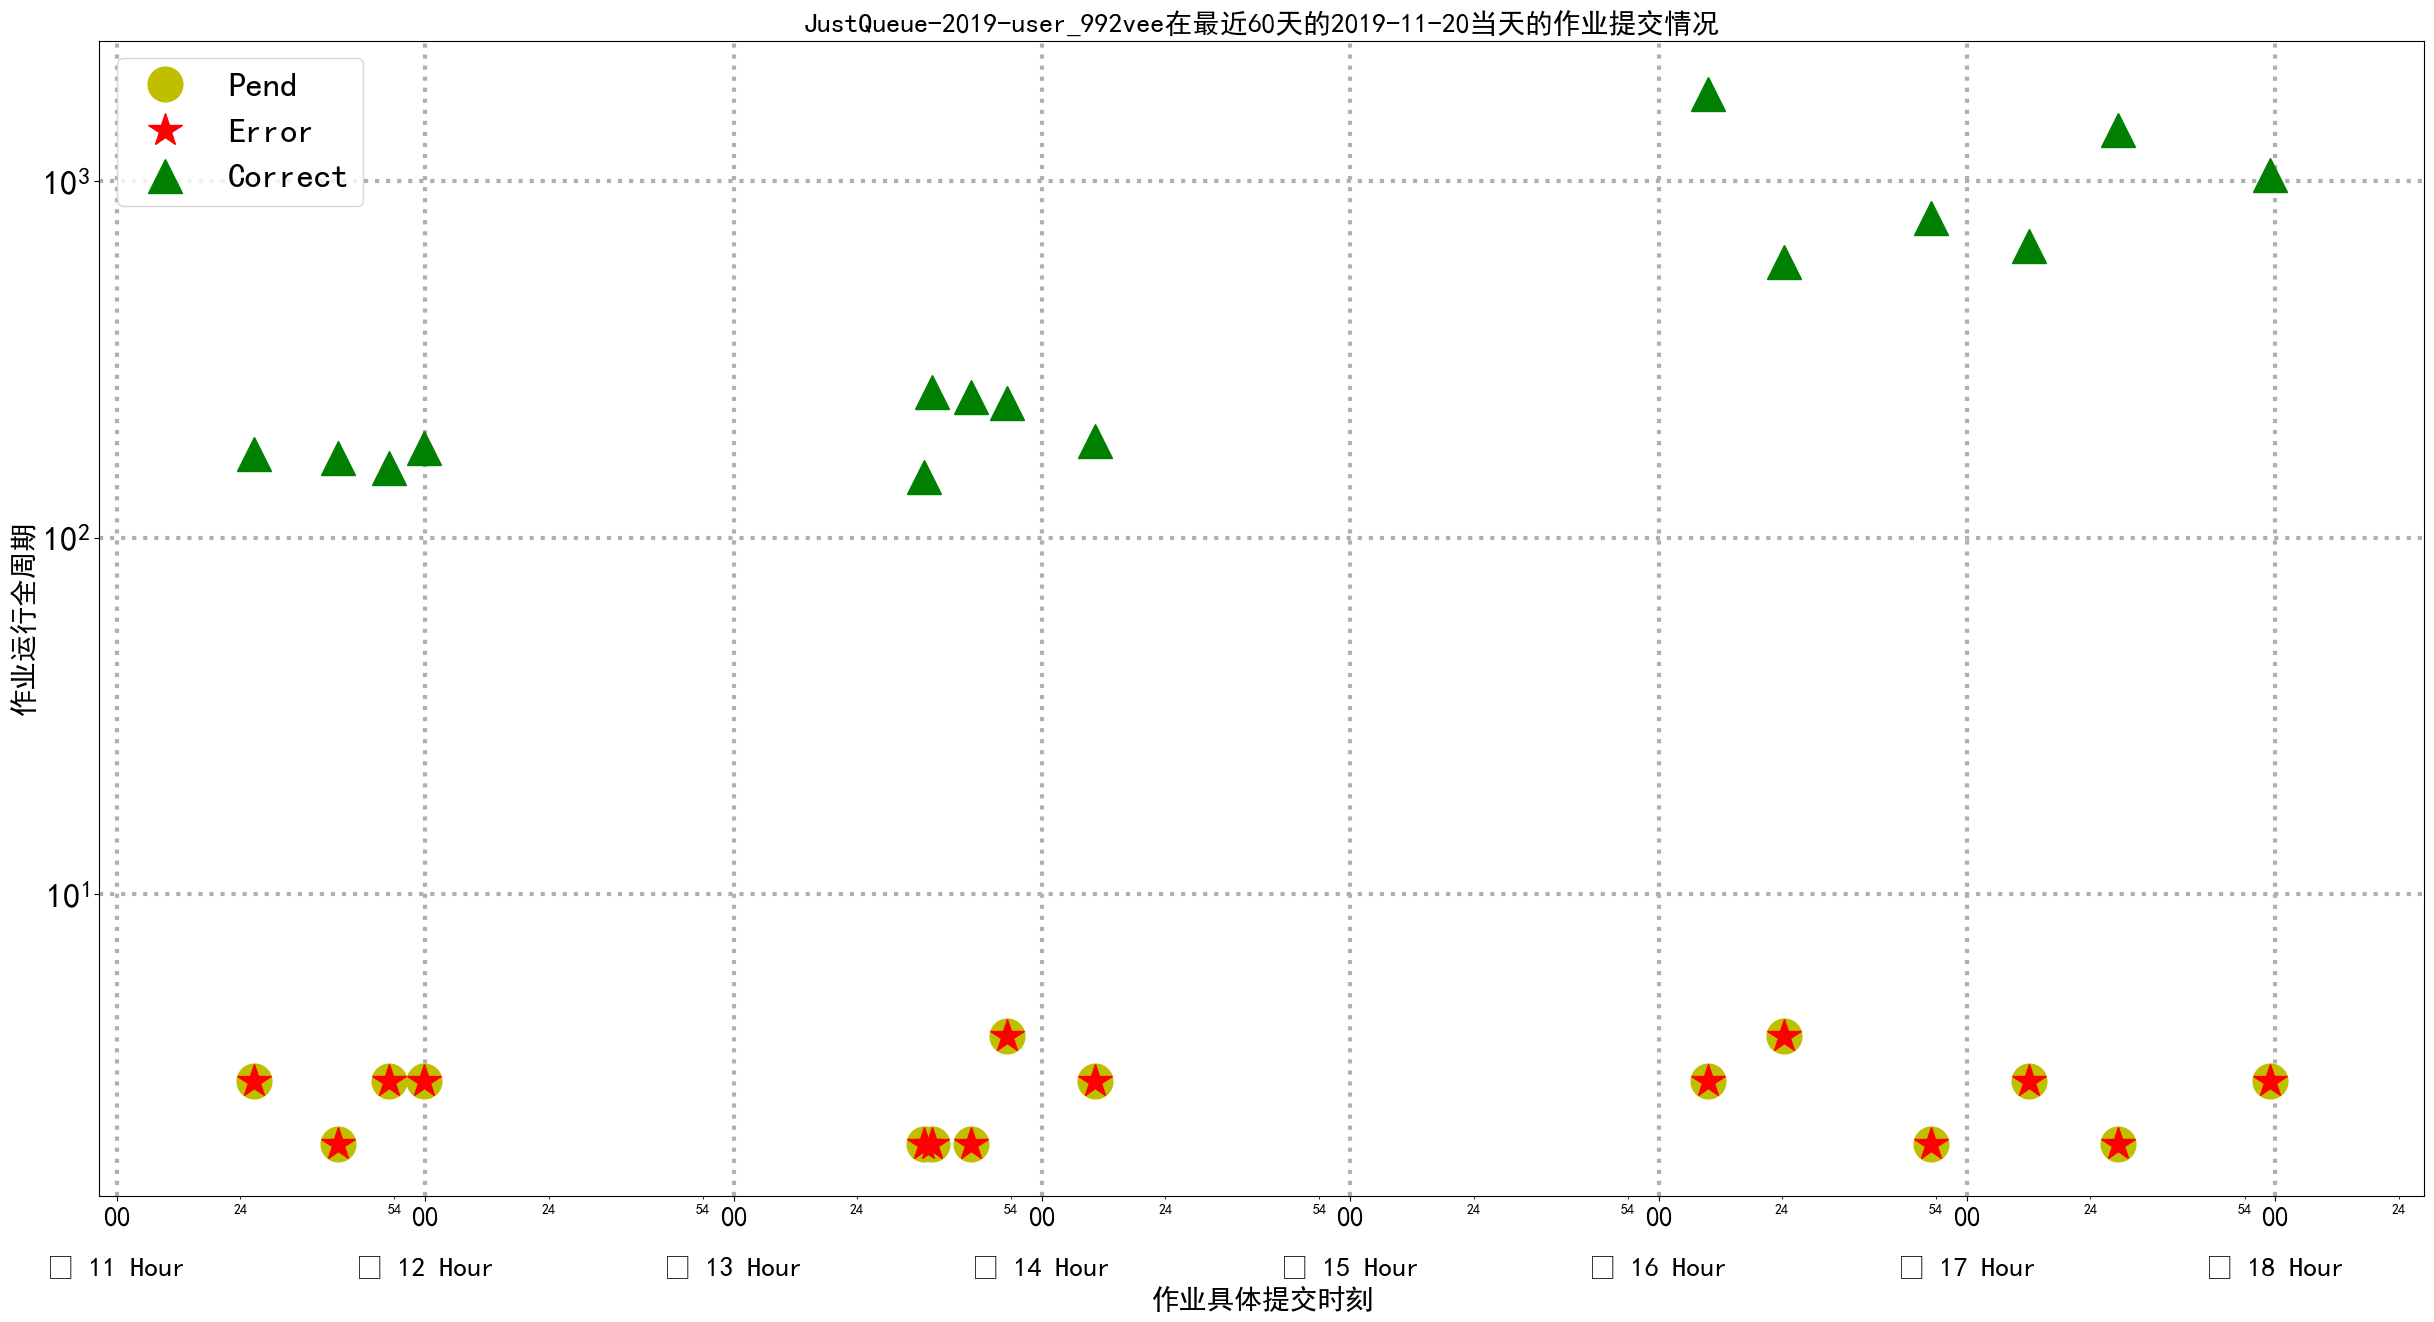 JustQueue-2019-user_992vee在最近60天的2019-11-20当天的作业提交情况
Pend
Error
Correct
10³
10²
10¹
作业运行全周期
00 24 54 00 24 54 00 24 54 00 24 54 00 24 54 00 24 54 00 24 54 00 24
□ 11 Hour □ 12 Hour □ 13 Hour □ 14 Hour □ 15 Hour □ 16 Hour □ 17 Hour □ 18 Hour
作业具体提交时刻